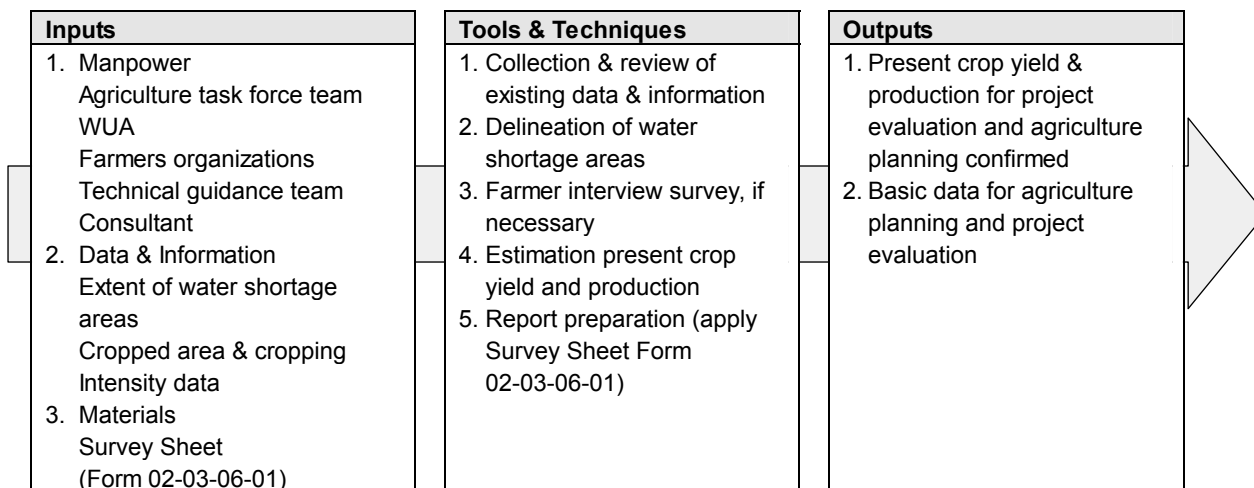 Inputs
1. Manpower
Agriculture task force team
WUA
Farmers organizations
Technical guidance team
Consultant
2. Data & Information
Extent of water shortage
areas
Cropped area & cropping
Intensity data
3. Materials
Survey Sheet
(Form 02-03-06-01)
Tools & Techniques
1. Collection & review of
existing data & information
2. Delineation of water
shortage areas
3. Farmer interview survey, if
necessary
4. Estimation present crop
yield and production
5. Report preparation (apply
Survey Sheet Form
02-03-06-01)
Outputs
1. Present crop yield &
production for project
evaluation and agriculture
planning confirmed
2. Basic data for agriculture
planning and project
evaluation